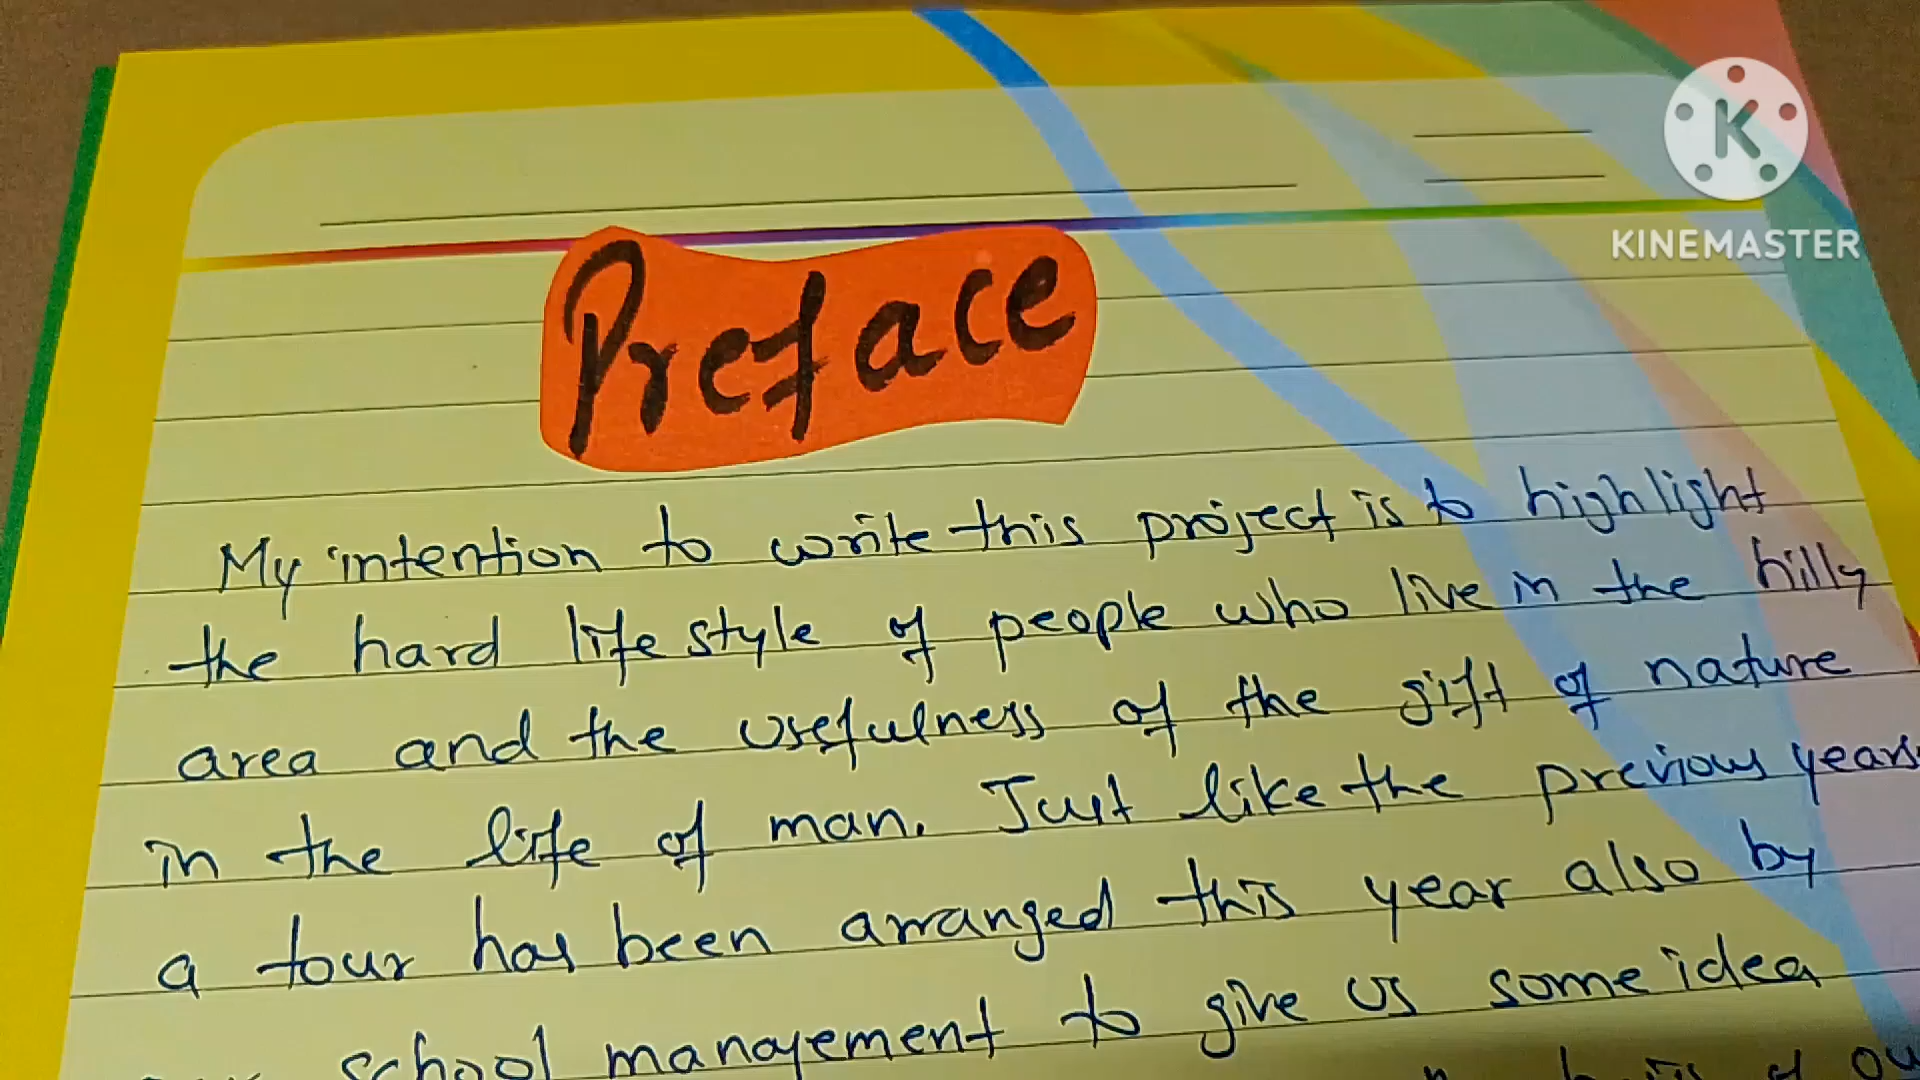 K
KINEMASTER
Preface
My intention to write this project is to highlight
the hard life style of people who live in the hilly
area and the usefulness of the gift of nature
in the life of man. Just like the previous years
a tour has been arranged this year also by
school management to give us some idea